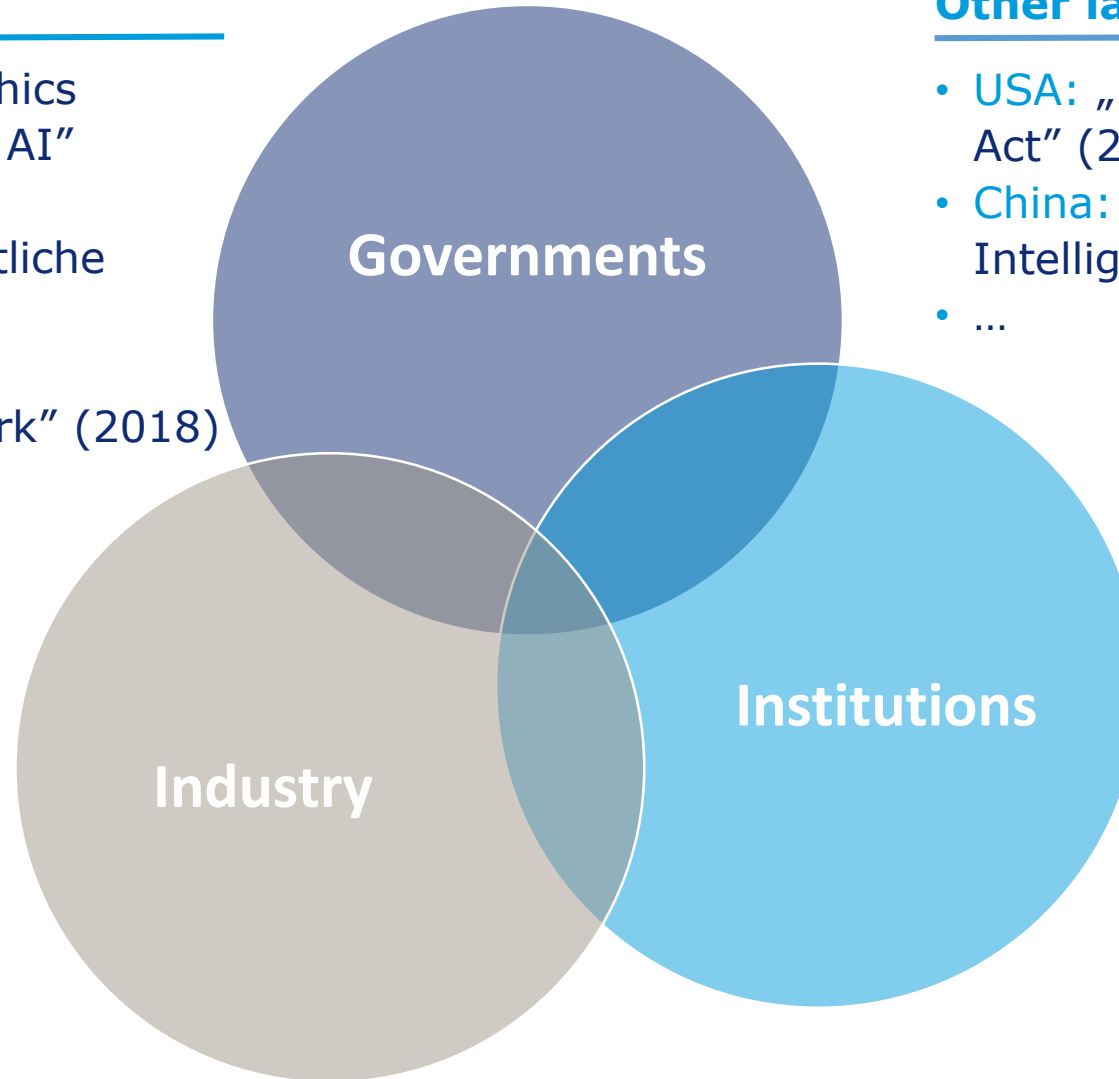 hics
AI”
tliche
rk” (2018)
Governments
Industry
Institutions
Other la
• USA: „
Act” (2
• China:
Intellig
• ...